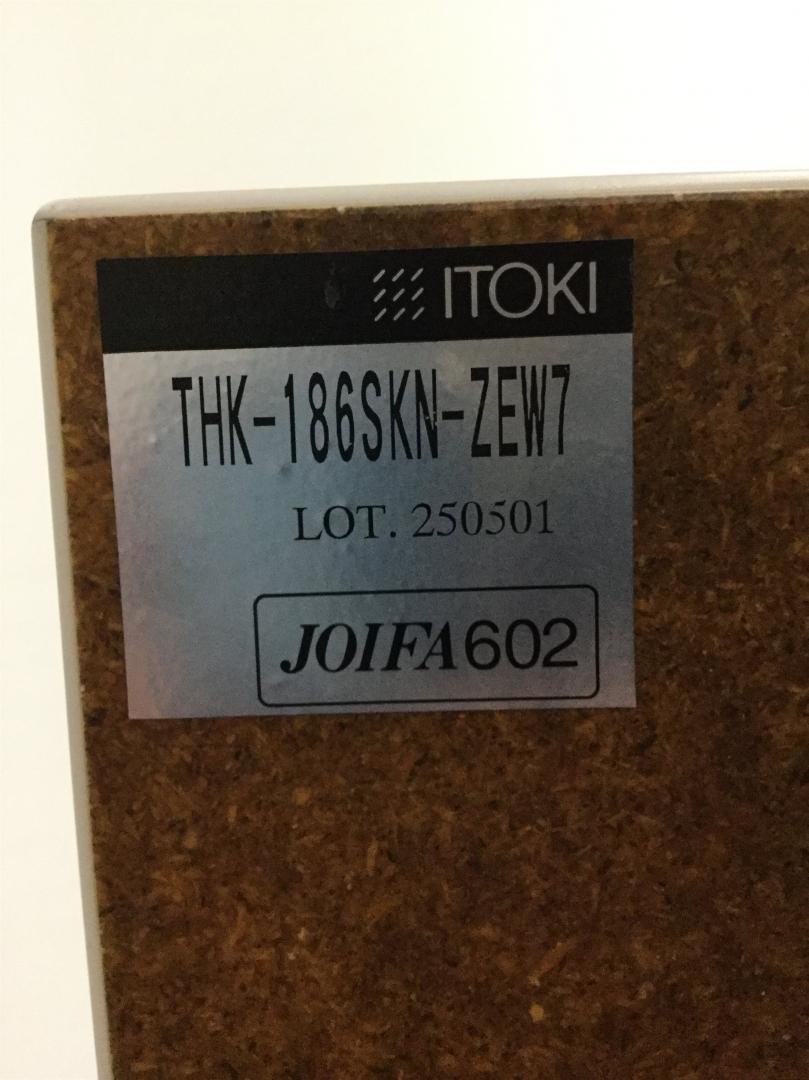 ITOKI
THK-186SKN-ZEW7
LOT. 250501
JOIFA602